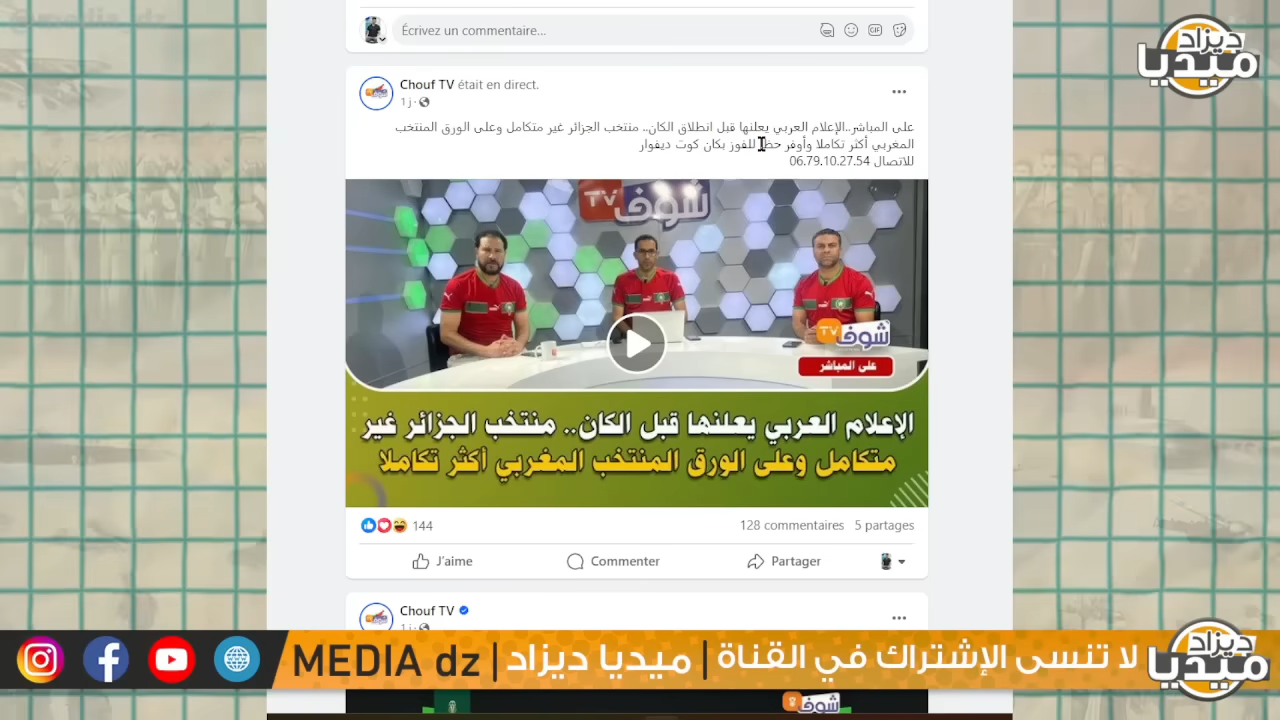 Écrivez un commentaire...
GIF
ديزاد
ميديا
Chouf TV était en direct.
1 j
على المباشر..الإعلام العربي يعلنها قبل انطلاق الكان.. منتخب الجزائر غير متكامل وعلى الورق المنتخب
المغربي أكثر تكاملا وأوفر حظا للفوز بكان كوت ديفوار
للاتصال 06.79.10.27.54
شوف TV
شوف TV
على المباشر
الإعلام العربي يعلنها قبل الكان.. منتخب الجزائر غير
متكامل وعلى الورق المنتخب المغربي أكثر تكاملا
144
128 commentaires 5 partages
J'aime Commenter Partager
Chouf TV
1 j
لا تنسى الإشتراك في القناة | ميديا ديزاد | MEDIA dz
ديزاد
ميديا
شوف